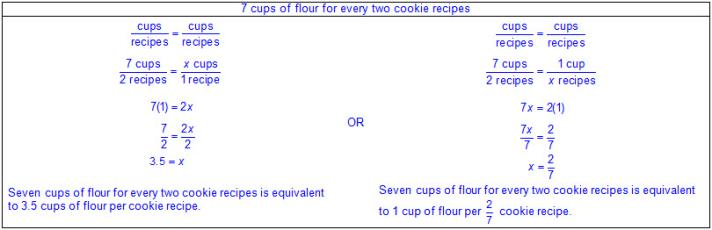 7 cups of flour for every two cookie recipes
cups/recipes = cups/recipes
7 cups/2 recipes = x cups/1 recipe
7(1) = 2x
7/2 = 2x/2
3.5 = x
Seven cups of flour for every two cookie recipes is equivalent
to 3.5 cups of flour per cookie recipe.
OR
cups/recipes = cups/recipes
7 cups/2 recipes = 1 cup/x recipes
7x = 2(1)
7x/7 = 2/7
x = 2/7
Seven cups of flour for every two cookie recipes is equivalent
to 1 cup of flour per 2/7 cookie recipe.